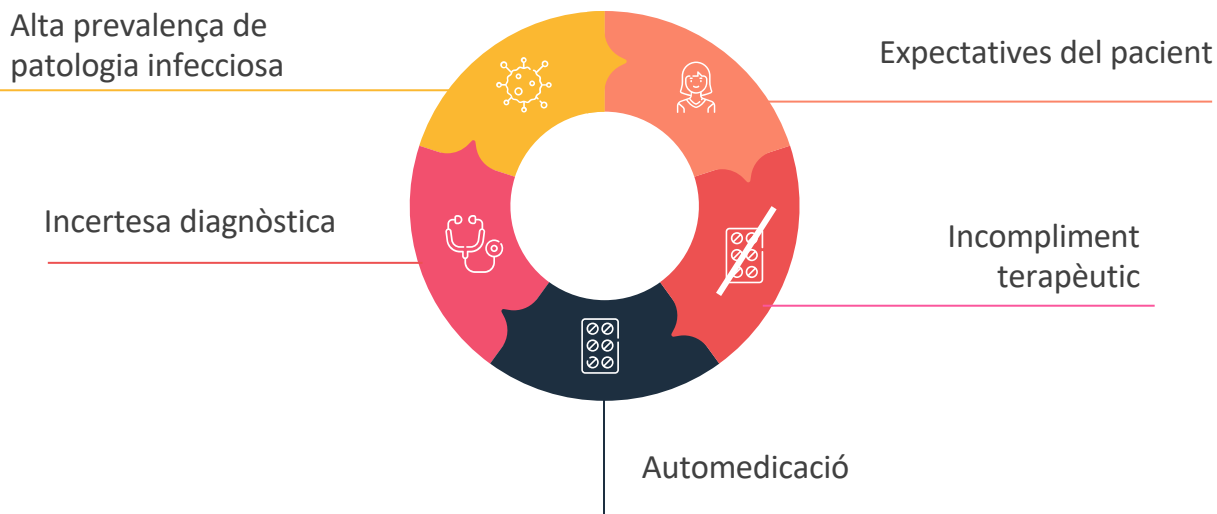 Alta prevalença de
patologia infecciosa
Expectatives del pacient
Incertesa diagnòstica
Incompliment
terapèutic
Automedicació